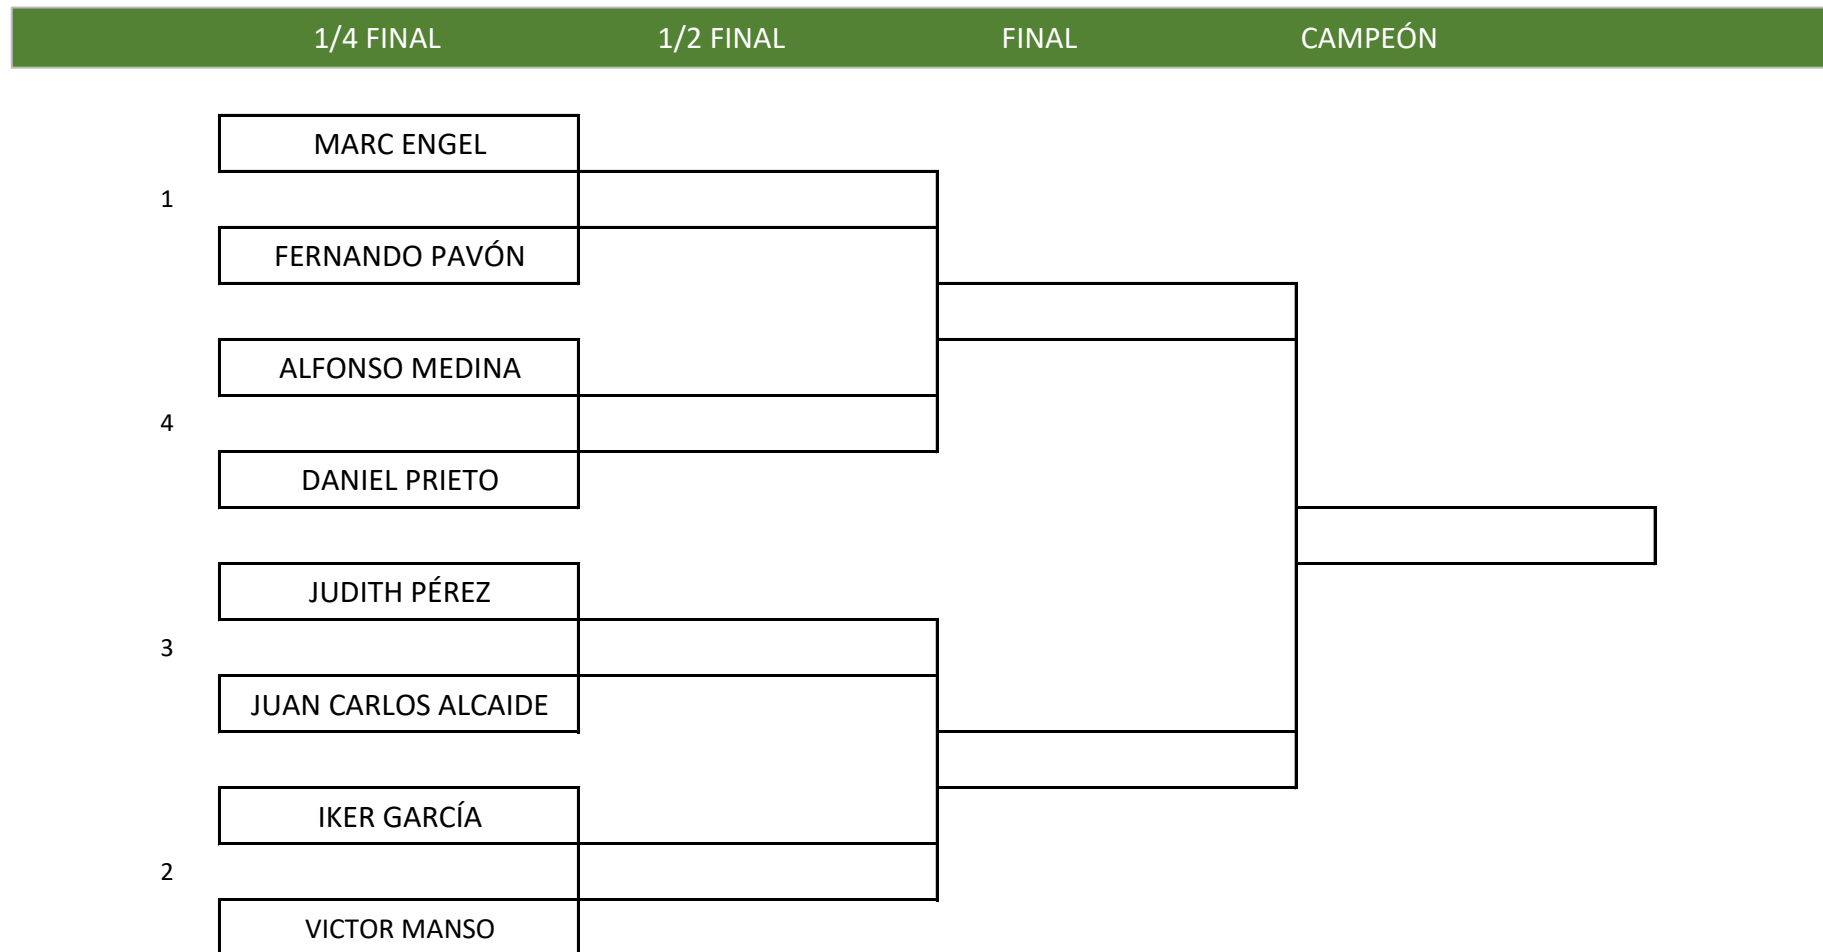 1/4 FINAL 1/2 FINAL FINAL CAMPEÓN
MARC ENGEL
1
FERNANDO PAVÓN
ALFONSO MEDINA
4
DANIEL PRIETO
JUDITH PÉREZ
3
JUAN CARLOS ALCAIDE
IKER GARCÍA
2
VICTOR MANSO